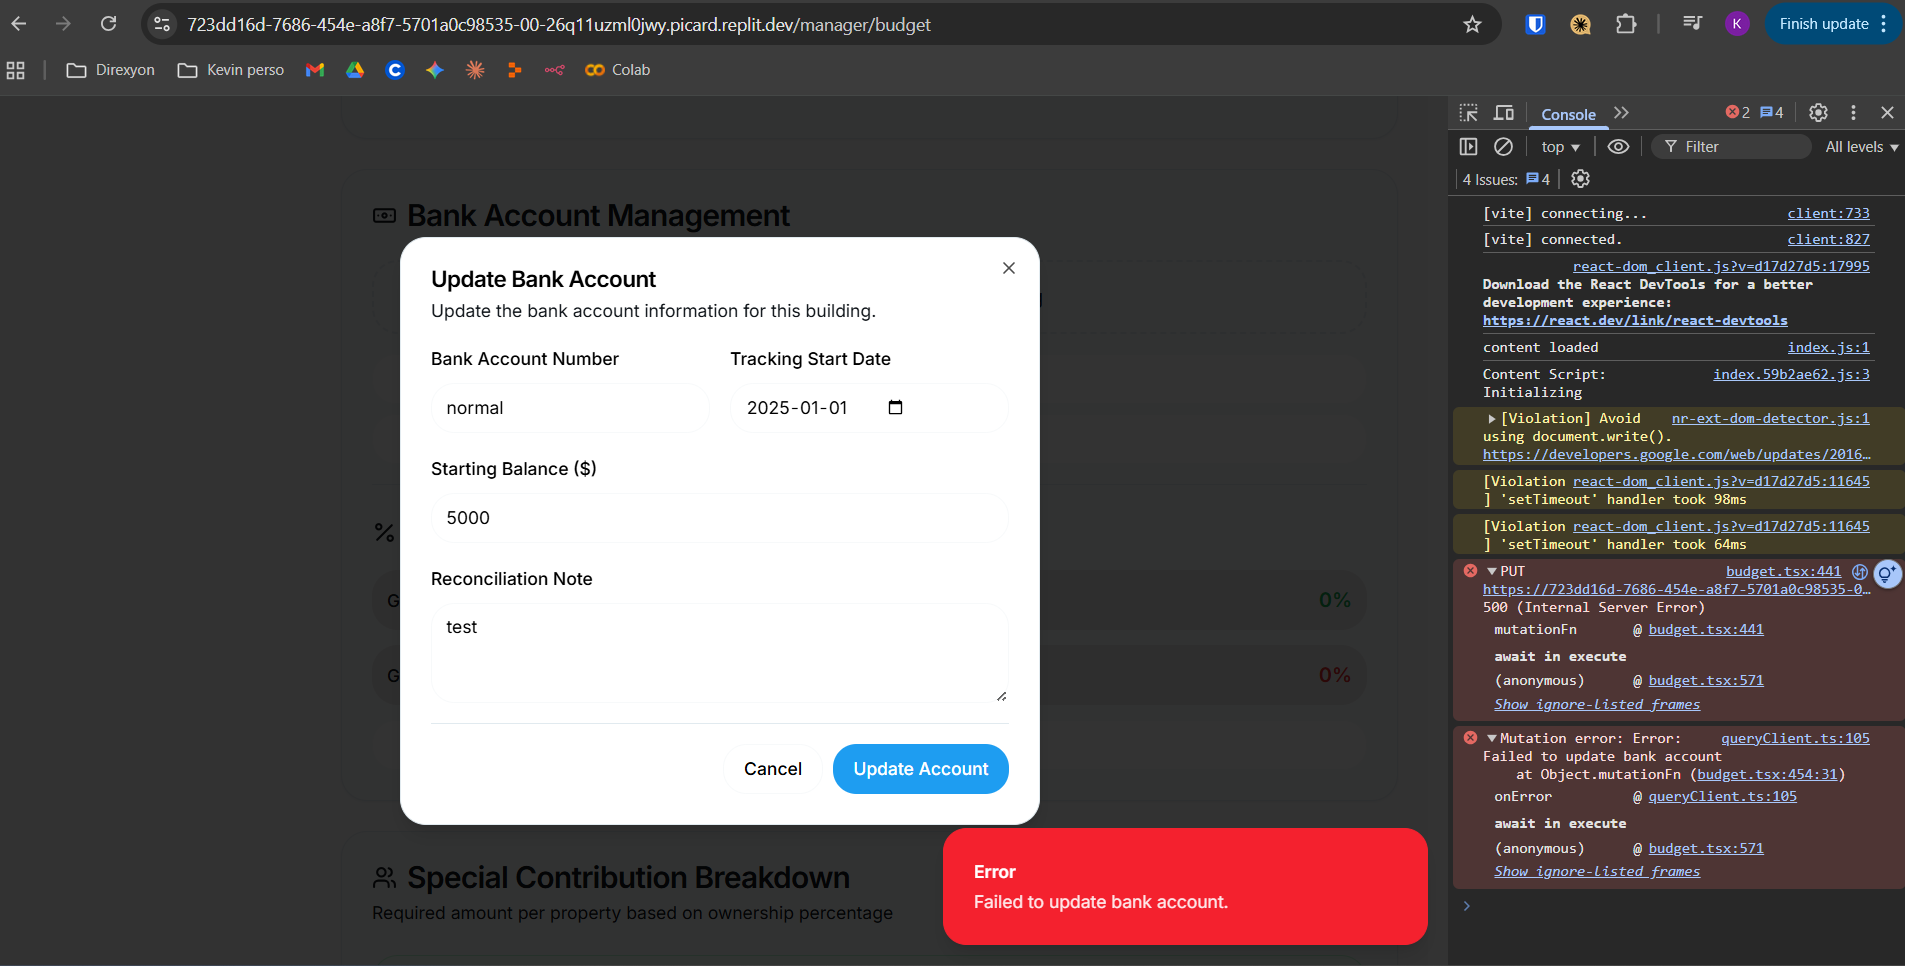 723dd16d-7686-454e-a8f7-5701a0c98535-00-26q11uzml0jwy.picard.replit.dev/manager/budget
K
Finish update
Direxyon
Kevin perso
Colab
Bank Account Management
Update Bank Account
Update the bank account information for this building.
Bank Account Number
Tracking Start Date
normal
2025-01-01
Starting Balance ($)
5000
Reconciliation Note
test
G
0%
G
0%
Cancel
Update Account
Special Contribution Breakdown
Required amount per property based on ownership percentage
Error
Failed to update bank account.
Console
2
4
top
Filter
All levels
4 Issues:
4
[vite] connecting... client:733
[vite] connected. client:827
react-dom_client.js?v=d17d27d5:17995
Download the React DevTools for a better
development experience:
https://react.dev/link/react-devtools
content loaded index.js:1
Content Script: index.59b2ae62.js:3
Initializing
[Violation] Avoid nr-ext-dom-detector.js:1
using document.write().
https://developers.google.com/web/updates/2016…
[Violation react-dom_client.js?v=d17d27d5:11645
] 'setTimeout' handler took 98ms
[Violation react-dom_client.js?v=d17d27d5:11645
] 'setTimeout' handler took 64ms
PUT budget.tsx:441
https://723dd16d-7686-454e-a8f7-5701a0c98535-0…
500 (Internal Server Error)
mutationFn @ budget.tsx:441
await in execute
(anonymous) @ budget.tsx:571
Show ignore-listed frames
Mutation error: Error: queryClient.ts:105
Failed to update bank account
at Object.mutationFn (budget.tsx:454:31)
onError @ queryClient.ts:105
await in execute
(anonymous) @ budget.tsx:571
Show ignore-listed frames